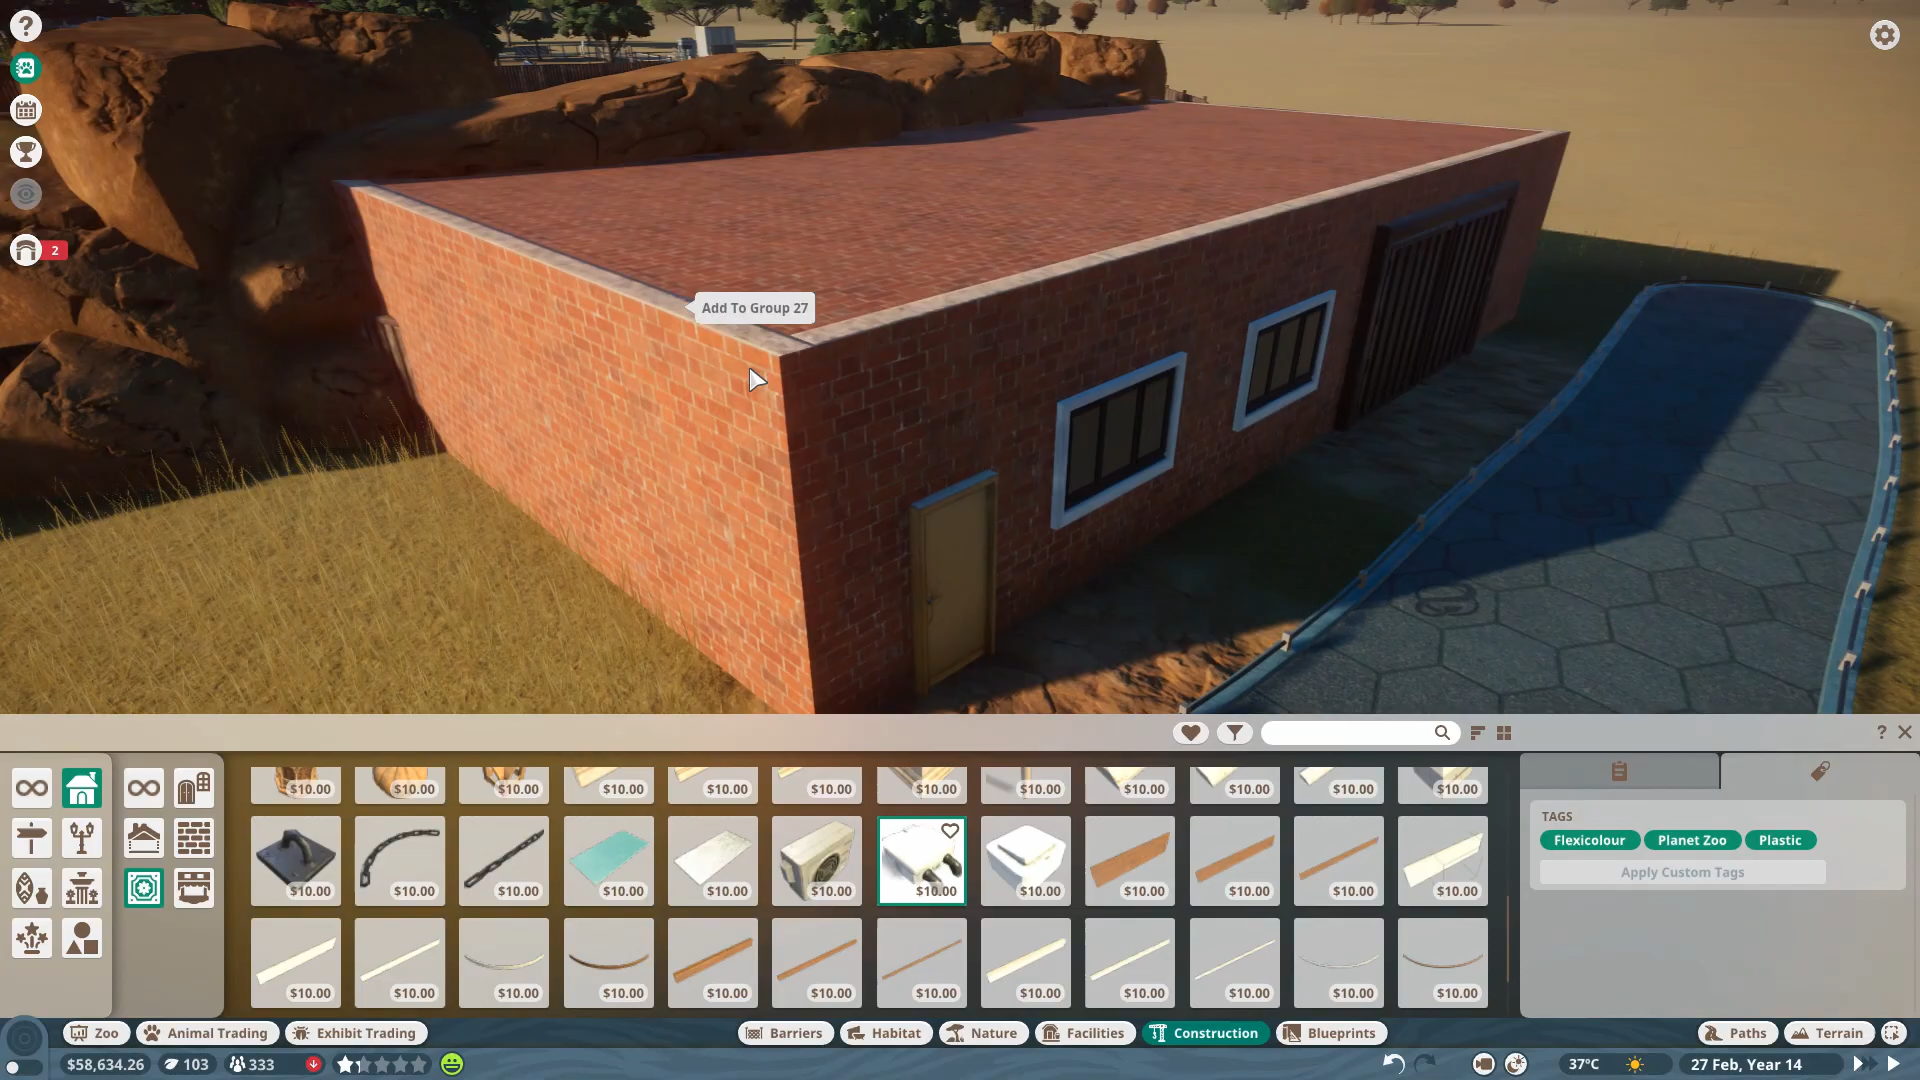 ?
2
Add To Group 27
?
$10.00 $10.00 $10.00 $10.00 $10.00 $10.00 $10.00 $10.00 $10.00 $10.00 $10.00 $10.00
$10.00 $10.00 $10.00 $10.00 $10.00 $10.00 $10.00 $10.00 $10.00 $10.00 $10.00 $10.00
$10.00 $10.00 $10.00 $10.00 $10.00 $10.00 $10.00 $10.00 $10.00 $10.00 $10.00 $10.00
TAGS
Flexicolour Planet Zoo Plastic
Apply Custom Tags
Zoo Animal Trading Exhibit Trading Barriers Habitat Nature Facilities Construction Blueprints Paths Terrain
$58,634.26 103 333 37°C 27 Feb, Year 14